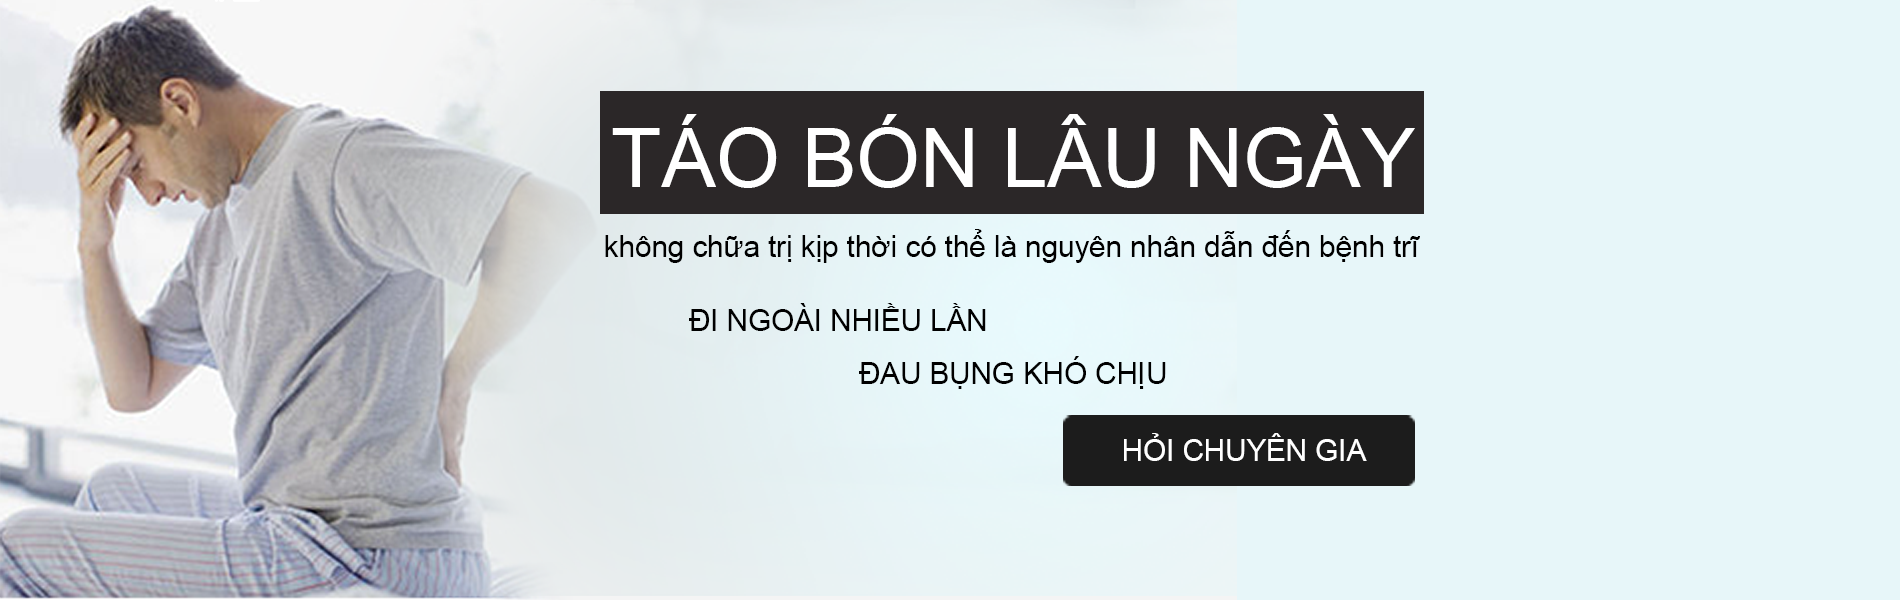 TÁO BÓN LÂU NGÀY
không chữa trị kịp thời có thể là nguyên nhân dẫn đến bệnh trĩ
ĐI NGOÀI NHIỀU LẦN
ĐAU BỤNG KHÓ CHỊU
HỎI CHUYÊN GIA